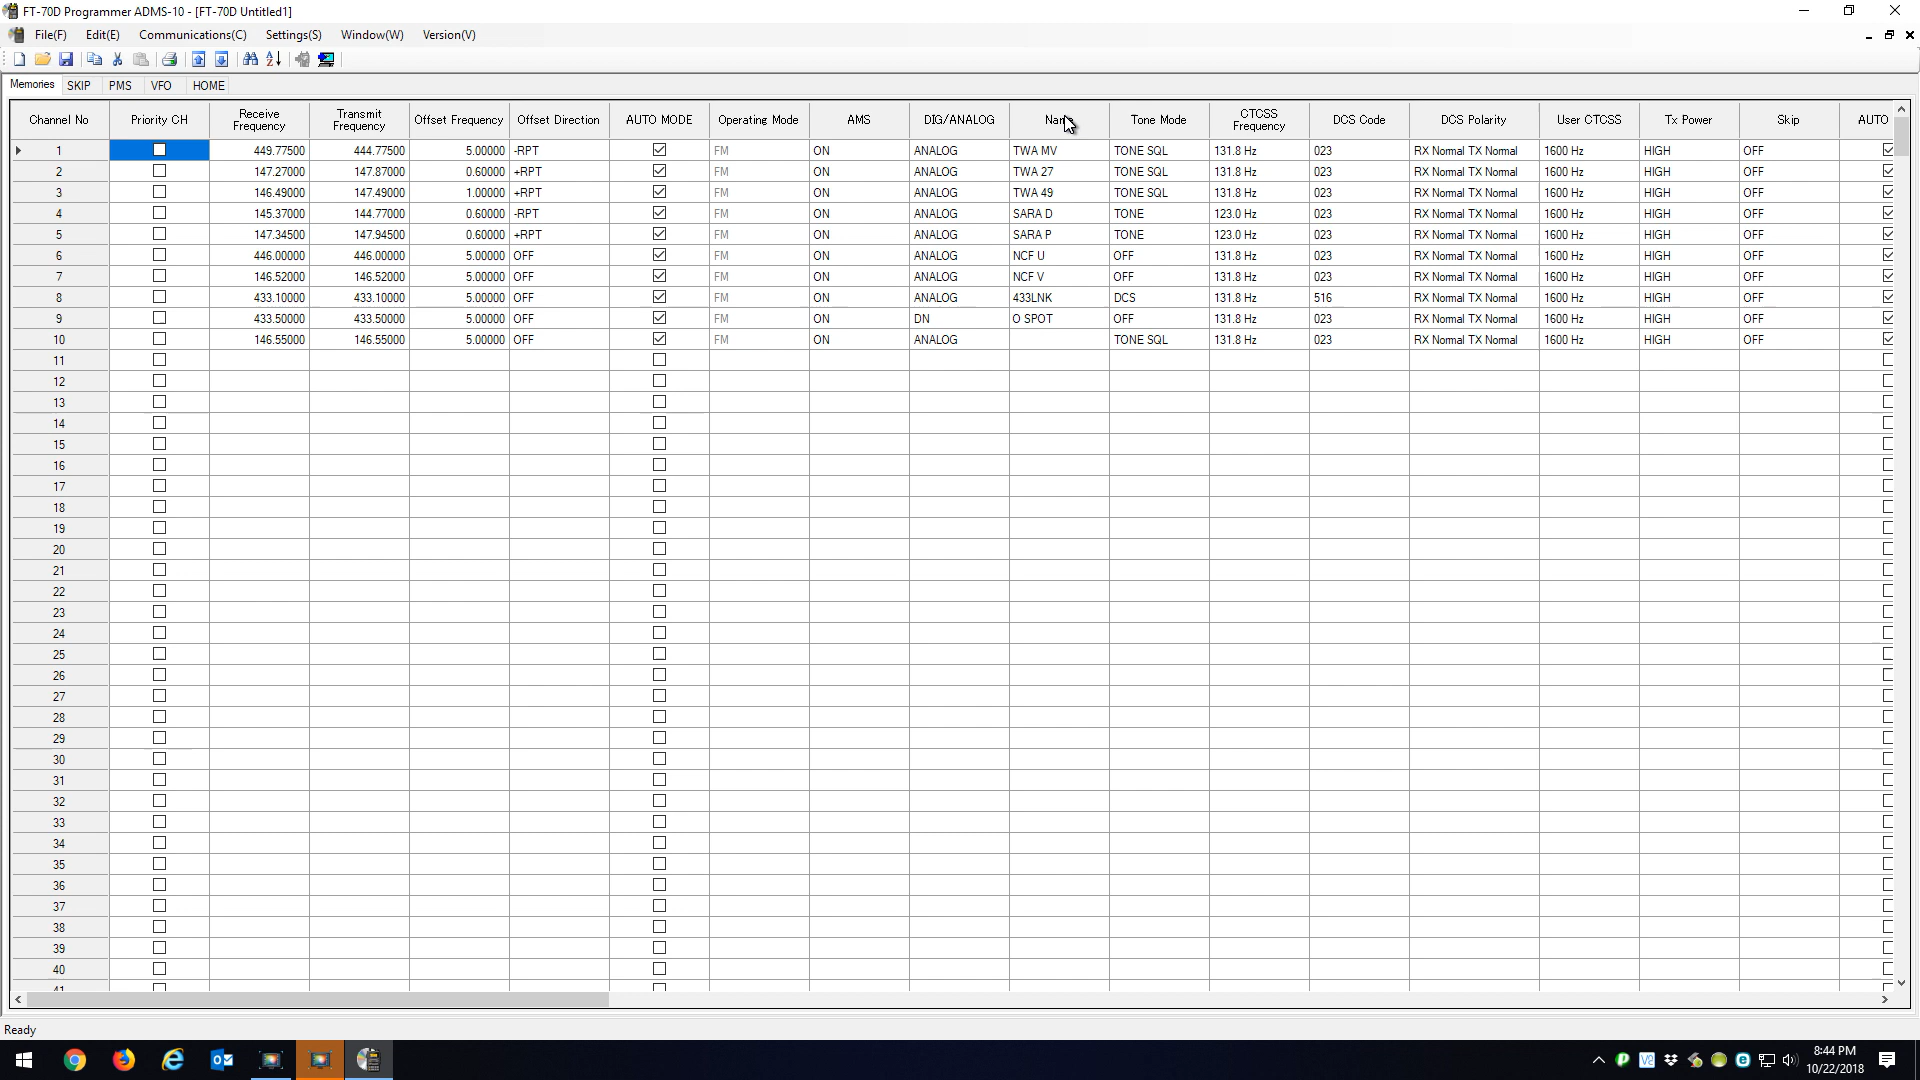 FT-70D Programmer ADMS-10 - [FT-70D Untitled1]
File(F) Edit(E) Communications(C) Settings(S) Window(W) Version(V)
Memories SKIP PMS VFO HOME
Channel No Priority CH Receive Frequency Transmit Frequency Offset Frequency Offset Direction AUTO MODE Operating Mode AMS DIG/ANALOG Tone Mode CTCSS Frequency DCS Code DCS Polarity User CTCSS Tx Power Skip AUTO
1 449.77500 444.77500 5.00000 -RPT FM ON ANALOG TWA MV TONE SQL 131.8 Hz 023 RX Normal TX Normal 1600 Hz HIGH OFF
2 147.27000 147.87000 0.60000 +RPT FM ON ANALOG TWA 27 TONE SQL 131.8 Hz 023 RX Normal TX Normal 1600 Hz HIGH OFF
3 146.49000 147.49000 1.00000 +RPT FM ON ANALOG TWA 49 TONE SQL 131.8 Hz 023 RX Normal TX Normal 1600 Hz HIGH OFF
4 145.37000 144.77000 0.60000 -RPT FM ON ANALOG SARA D TONE 123.0 Hz 023 RX Normal TX Normal 1600 Hz HIGH OFF
5 147.34500 147.94500 0.60000 +RPT FM ON ANALOG SARA P TONE 123.0 Hz 023 RX Normal TX Normal 1600 Hz HIGH OFF
6 446.00000 446.00000 5.00000 OFF FM ON ANALOG NCF U OFF 131.8 Hz 023 RX Normal TX Normal 1600 Hz HIGH OFF
7 146.52000 146.52000 5.00000 OFF FM ON ANALOG NCF V OFF 131.8 Hz 023 RX Normal TX Normal 1600 Hz HIGH OFF
8 433.10000 433.10000 5.00000 OFF FM ON ANALOG 433LNK DCS 131.8 Hz 516 RX Normal TX Normal 1600 Hz HIGH OFF
9 433.50000 433.50000 5.00000 OFF FM ON DN O SPOT OFF 131.8 Hz 023 RX Normal TX Normal 1600 Hz HIGH OFF
10 146.55000 146.55000 5.00000 OFF FM ON ANALOG TONE SQL 131.8 Hz 023 RX Normal TX Normal 1600 Hz HIGH OFF
11
12
13
14
15
16
17
18
19
20
21
22
23
24
25
26
27
28
29
30
31
32
33
34
35
36
37
38
39
40
41
Ready
8:44 PM
10/22/2018